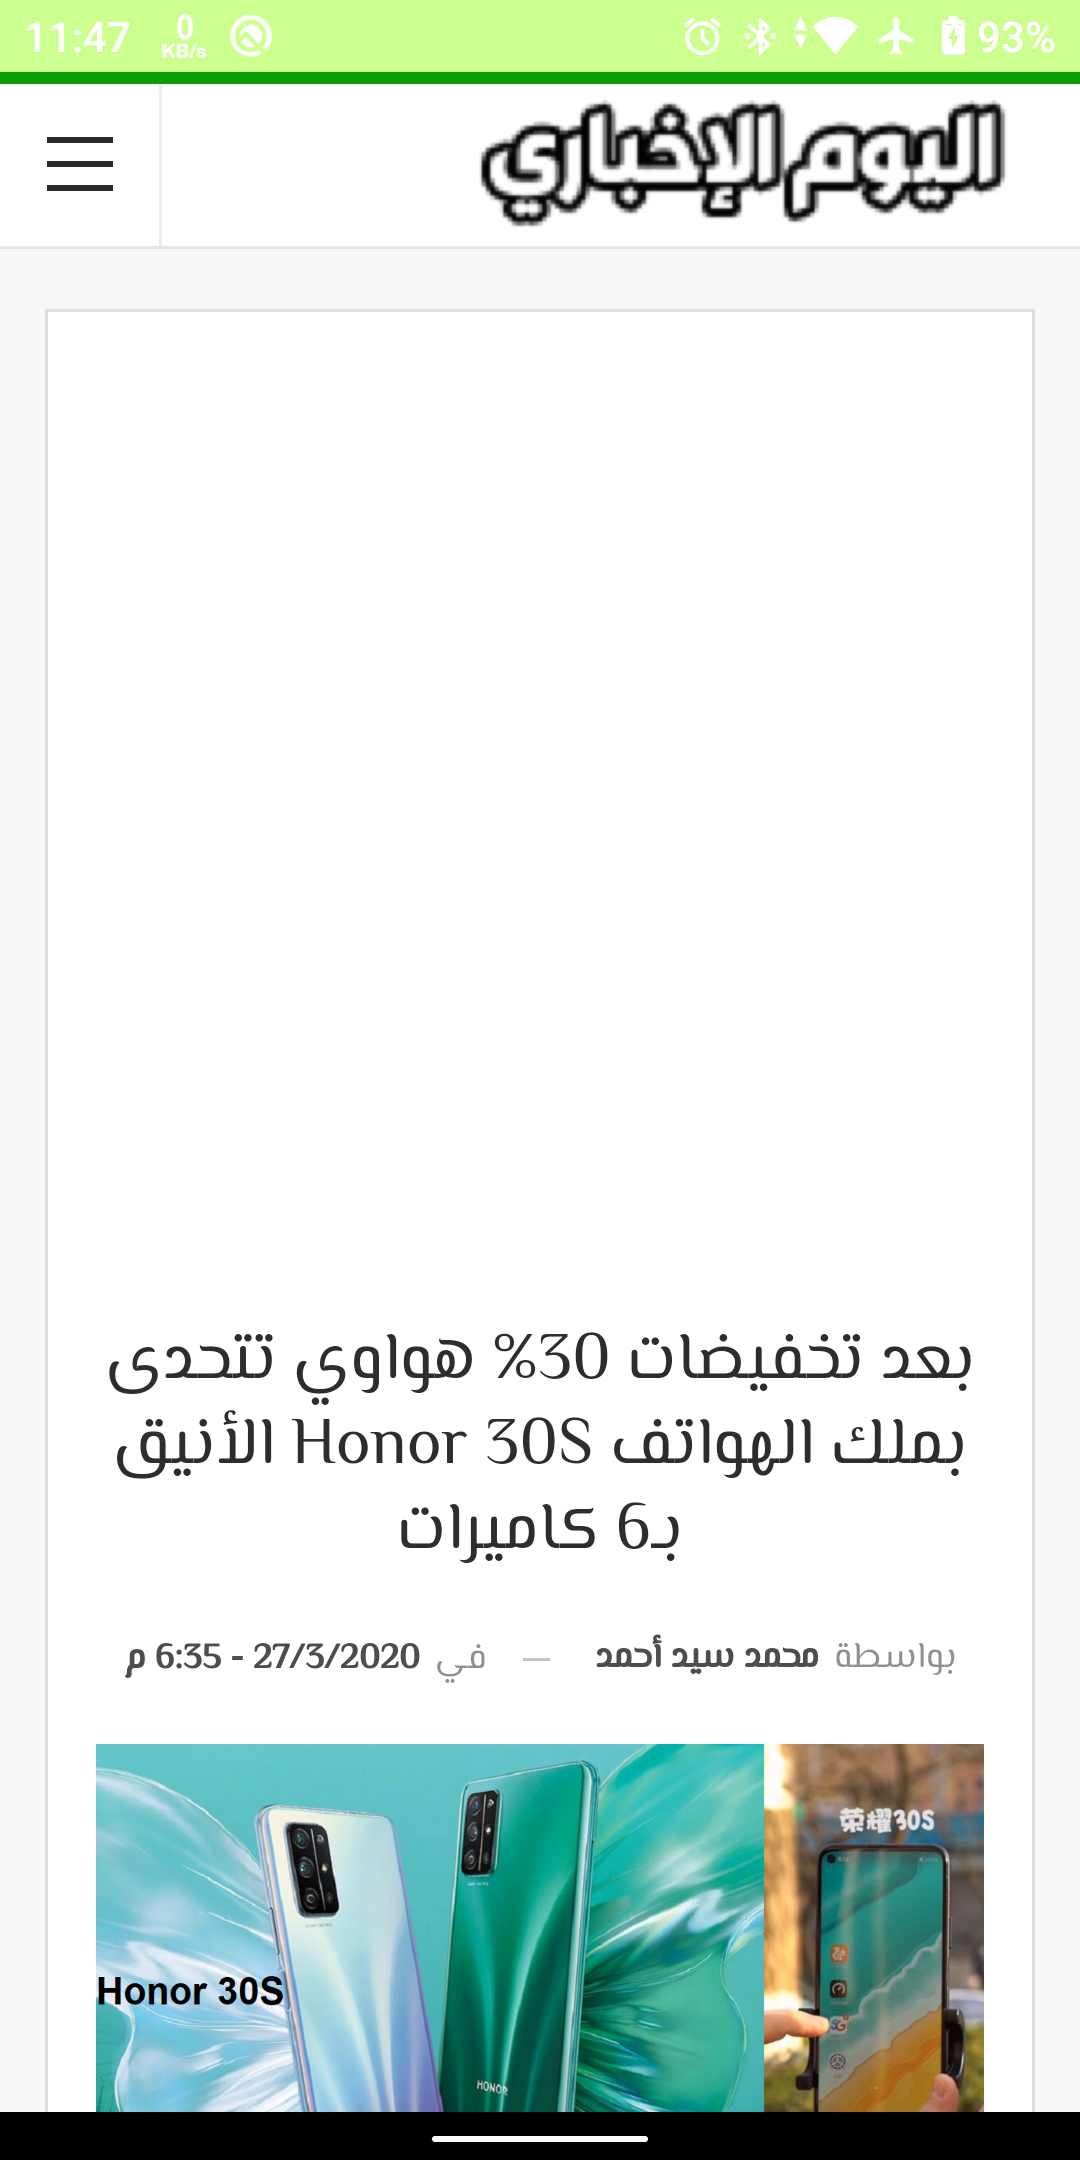 11:47
0
KB/s
93%
اليوم الإخباري
بعد تخفيضات 30% هواوي تتحدى
بملك الهواتف Honor 30S الأنيق
بـ6 كاميرات
بواسطة محمد سيد أحمد — في 27/3/2020 - 6:35 م
荣耀30S
5G
Honor 30S
HONOR